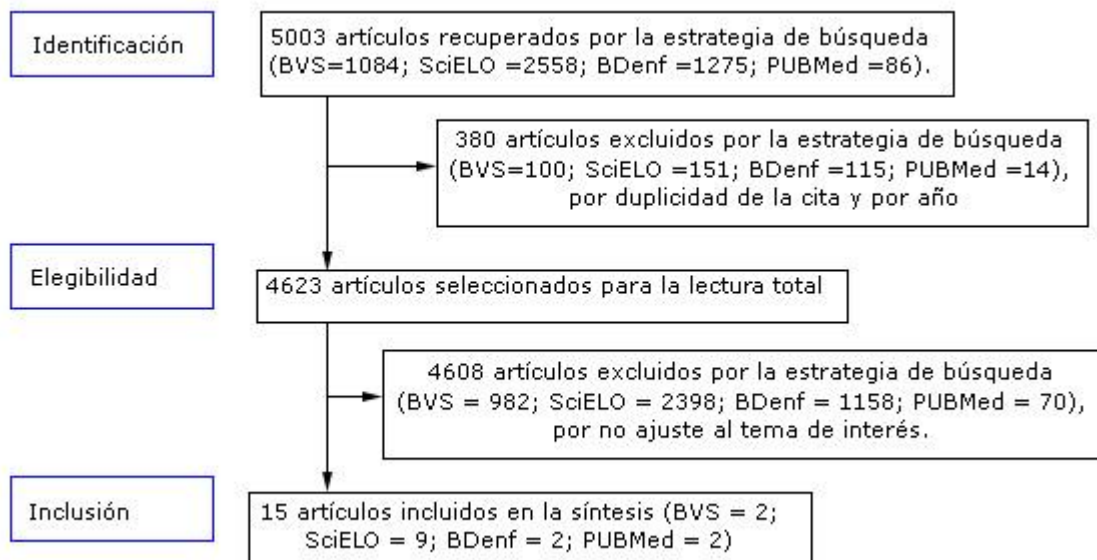 Identificación
5003 artículos recuperados por la estrategia de búsqueda
(BVS=1084; SciELO =2558; BDenf =1275; PUBMed =86).
380 artículos excluidos por la estrategia de búsqueda
(BVS=100; SciELO =151; BDenf =115; PUBMed =14),
por duplicidad de la cita y por año
Elegibilidad
4623 artículos seleccionados para la lectura total
4608 artículos excluidos por la estrategia de búsqueda
(BVS = 982; SciELO = 2398; BDenf = 1158; PUBMed = 70),
por no ajuste al tema de interés.
Inclusión
15 artículos incluidos en la síntesis (BVS = 2;
SciELO = 9; BDenf = 2; PUBMed = 2)